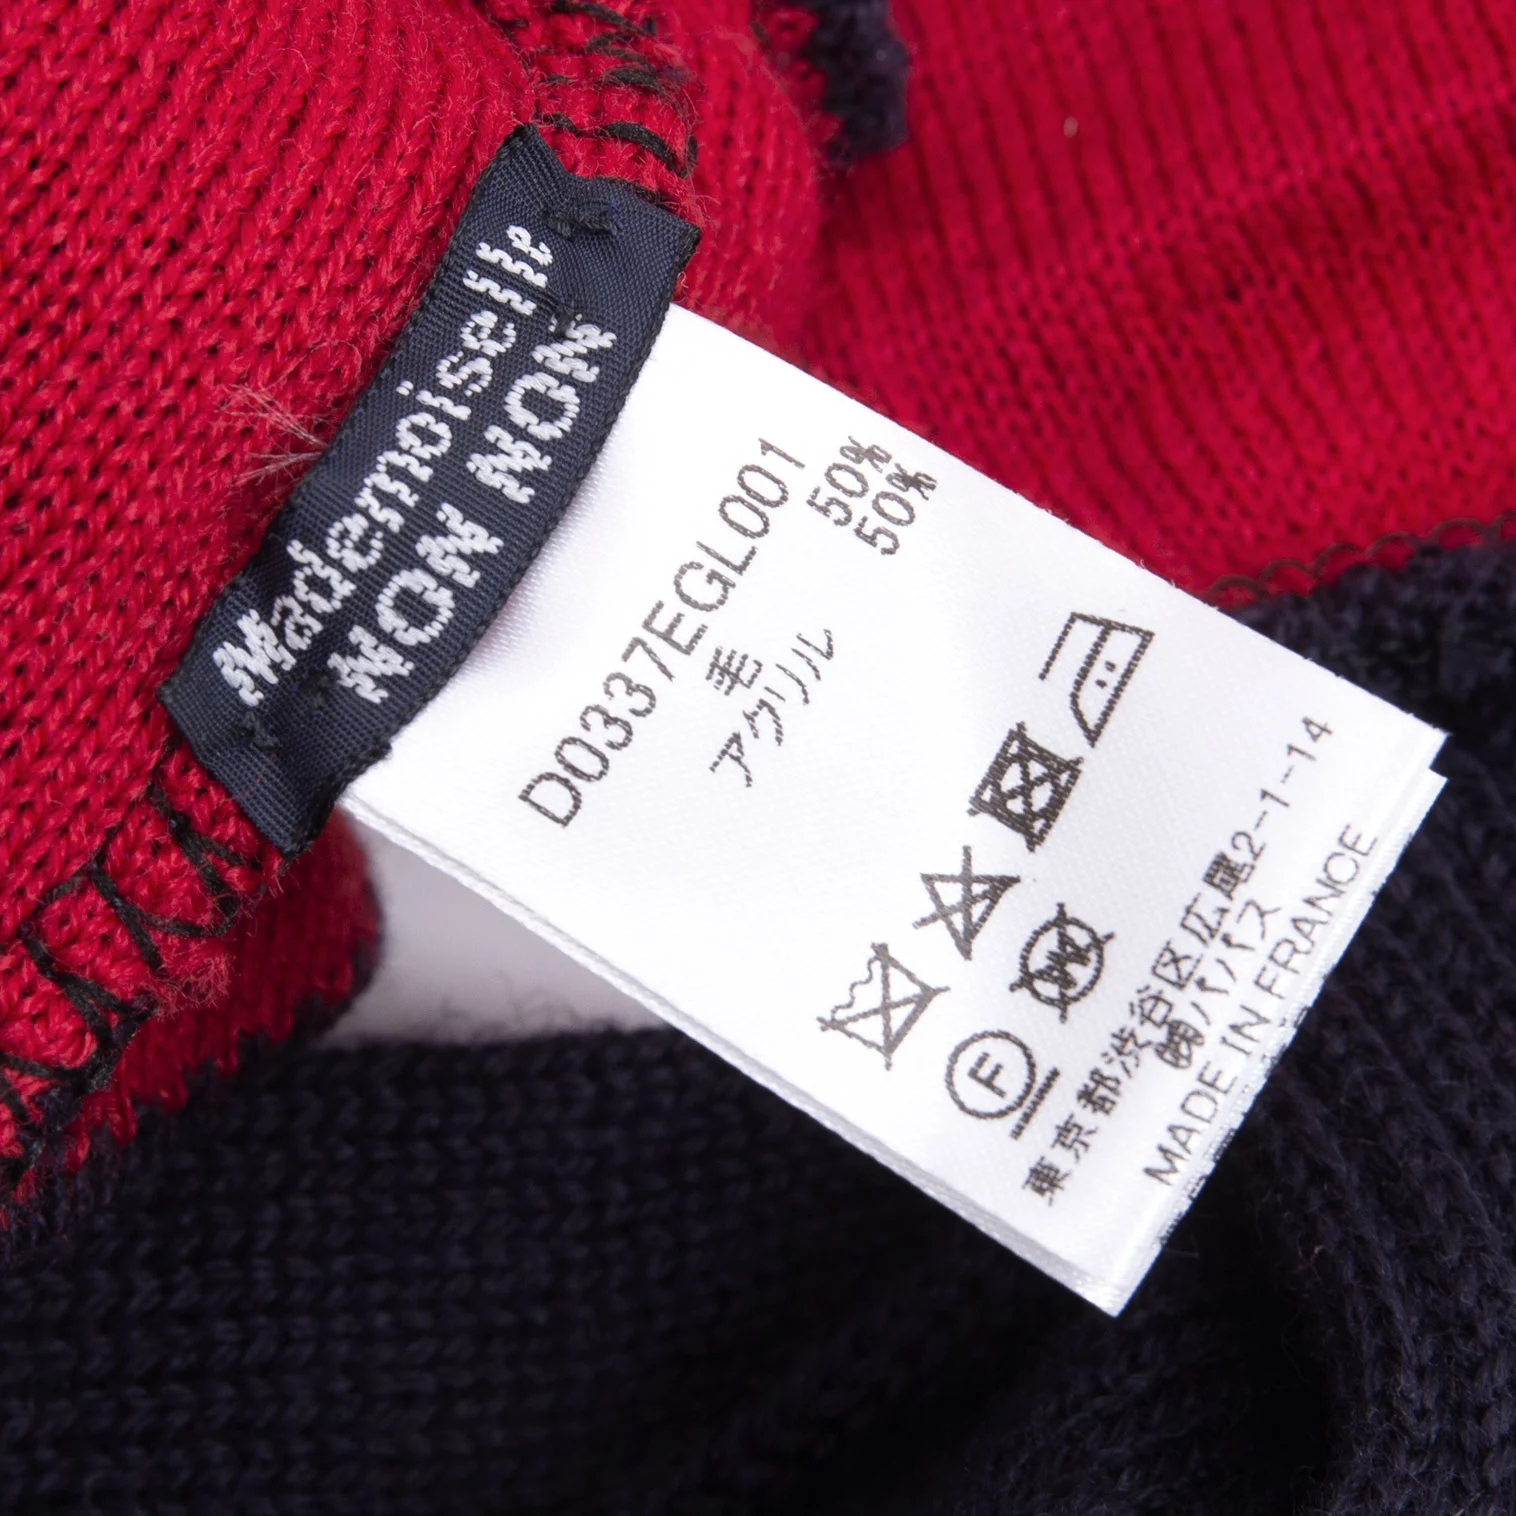 Mademoiselle
NON NON
D0337EGL001
毛 50%
アクリル 50%
W
F
東京都渋谷区広尾2-1-14
㈱パパス
MADE IN FRANCE